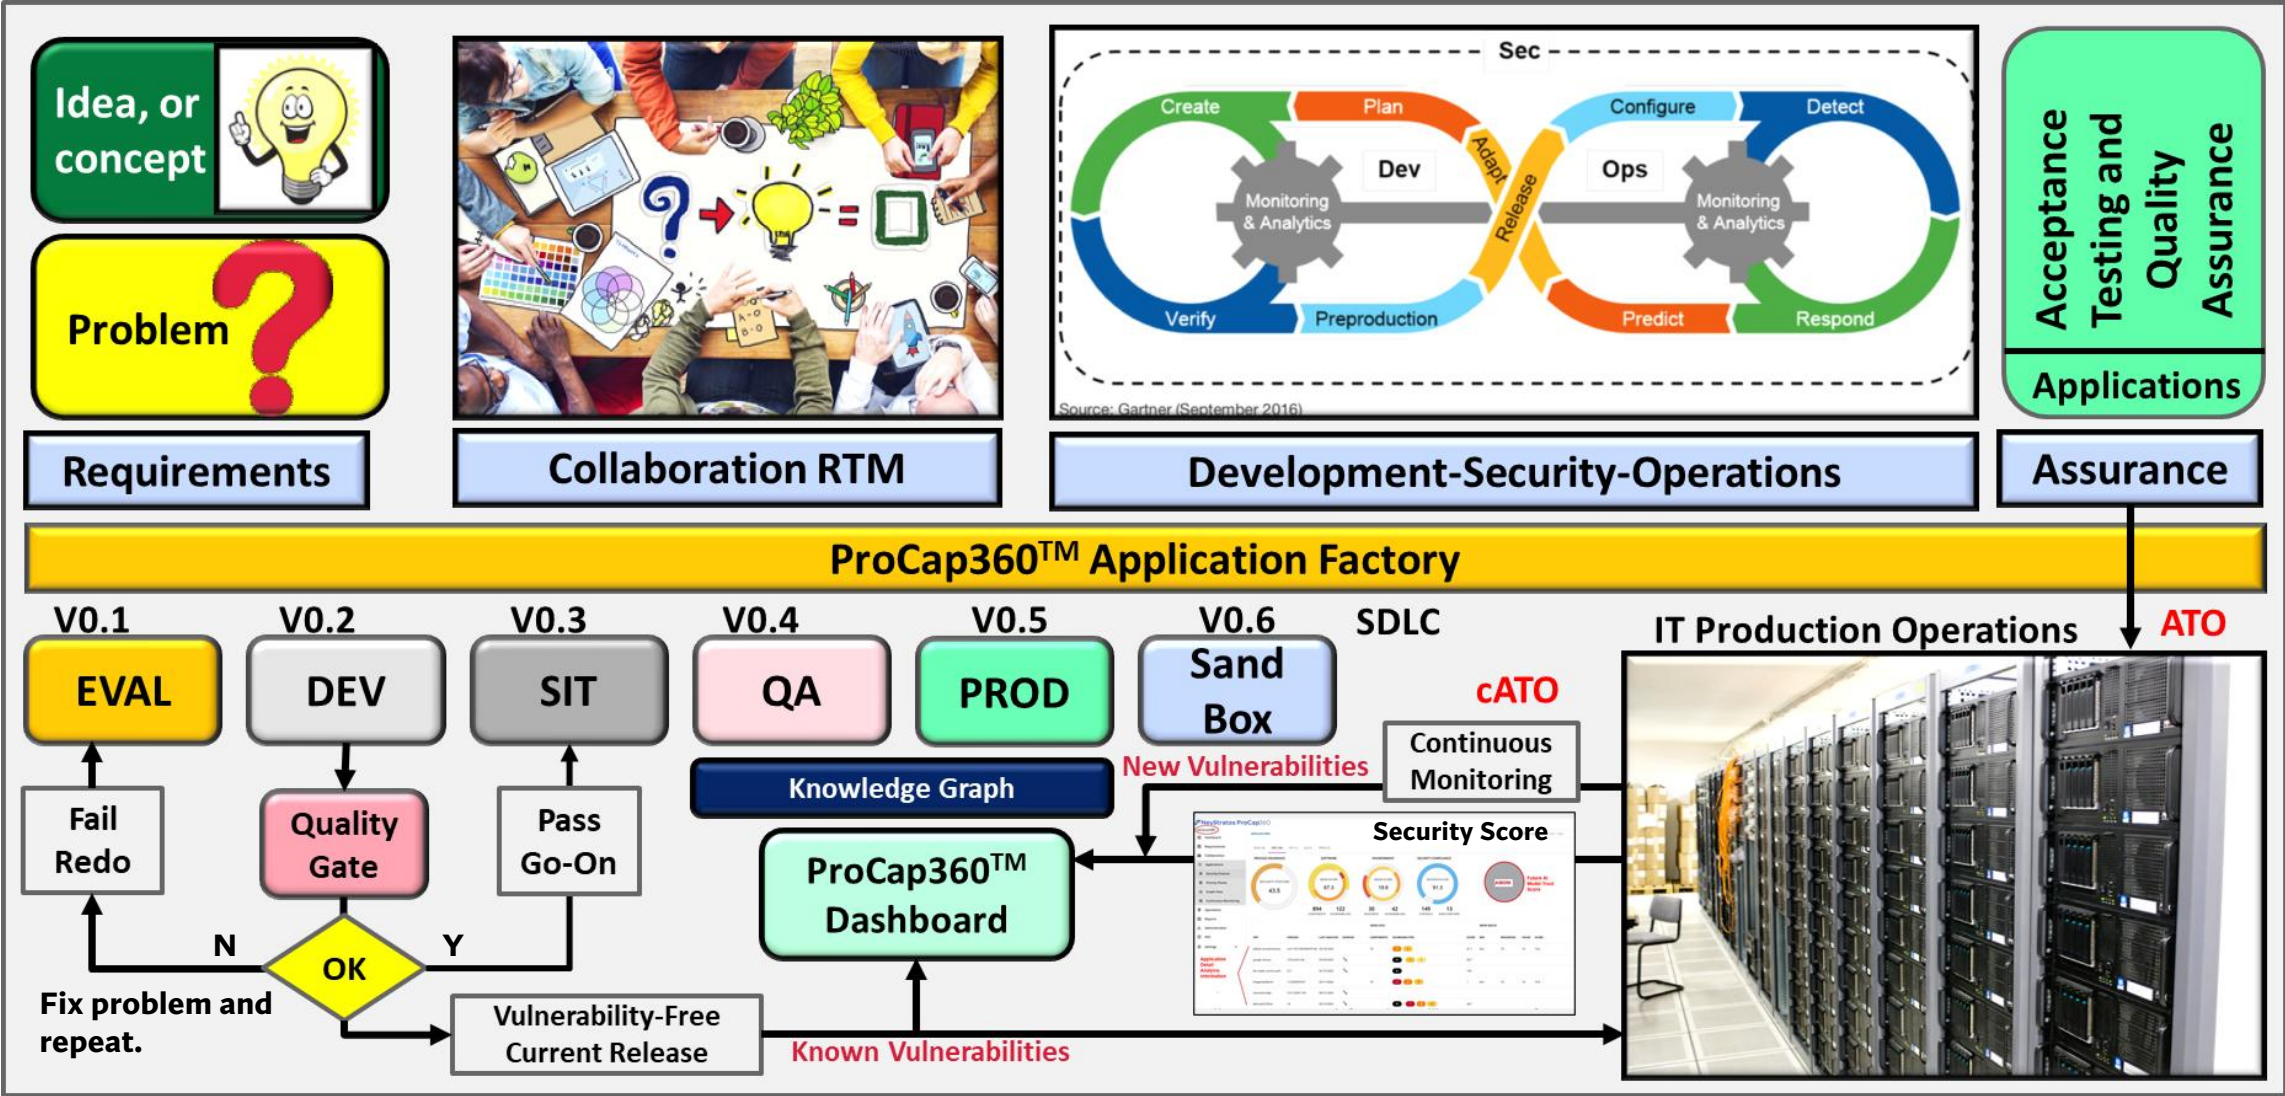 Idea, or
concept
Problem
Requirements
Collaboration RTM
Sec
Create
Plan
Adapt
Release
Configure
Detect
Dev
Ops
Monitoring
& Analytics
Monitoring
& Analytics
Verify
Preproduction
Predict
Respond
Source: Gartner (September 2016)
Development-Security-Operations
Acceptance
Testing and
Quality
Assurance
Applications
Assurance
ProCap360TM Application Factory
V0.1
V0.2
V0.3
V0.4
V0.5
V0.6
SDLC
EVAL
DEV
SIT
QA
PROD
Sand
Box
IT Production Operations
ATO
cATO
Continuous
Monitoring
New Vulnerabilities
Knowledge Graph
Fail
Redo
Quality
Gate
Pass
Go-On
ProCap360TM
Dashboard
Security Score
N
OK
Y
Fix problem and
repeat.
Vulnerability-Free
Current Release
Known Vulnerabilities